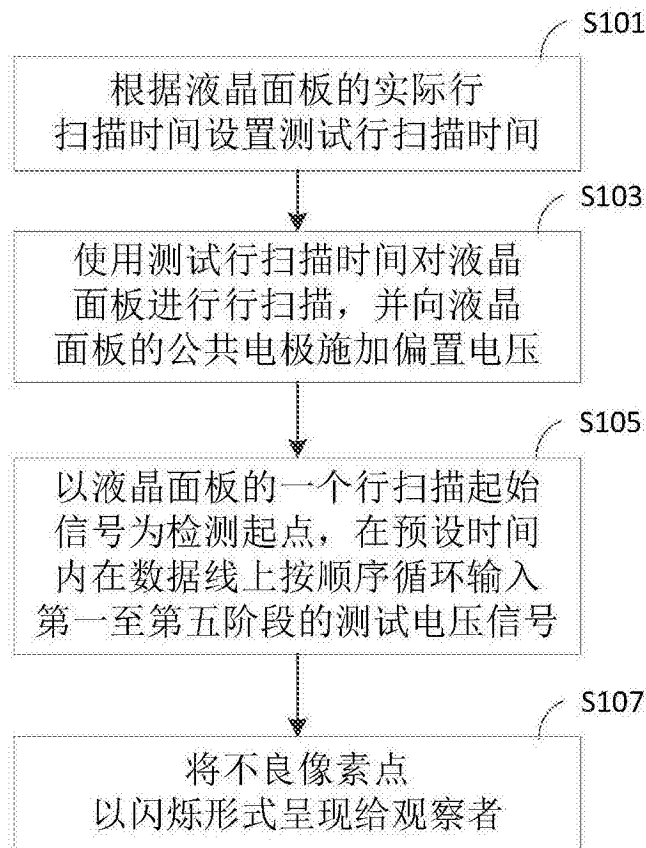 S101
根据液晶面板的实际行
扫描时间设置测试行扫描时间
S103
使用测试行扫描时间对液晶
面板进行行扫描，并向液晶
面板的公共电极施加偏置电压
S105
以液晶面板的一个行扫描起始
信号为检测起点，在预设时间
内在数据线上按顺序循环输入
第一至第五阶段的测试电压信号
S107
将不良像素点
以闪烁形式呈现给观察者